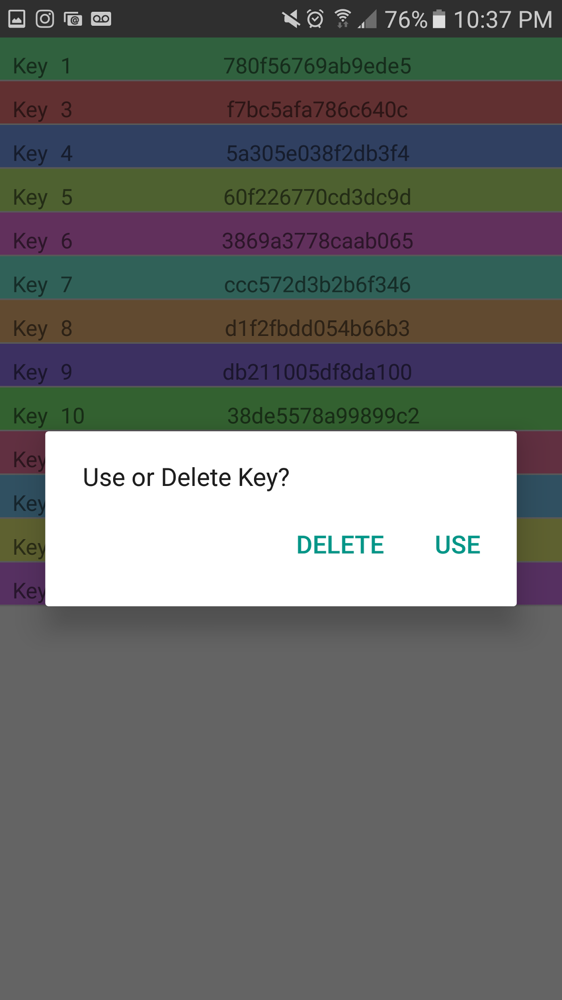 76% 10:37 PM
Key 1 780f56769ab9ede5
Key 3 f7bc5afa786c640c
Key 4 5a305e038f2db3f4
Key 5 60f226770cd3dc9d
Key 6 3869a3778caab065
Key 7 ccc572d3b2b6f346
Key 8 d1f2fbdd054b66b3
Key 9 db211005df8da100
Key 10 38de5578a99899c2
Key
Use or Delete Key?
Key
Key
DELETE USE
Key